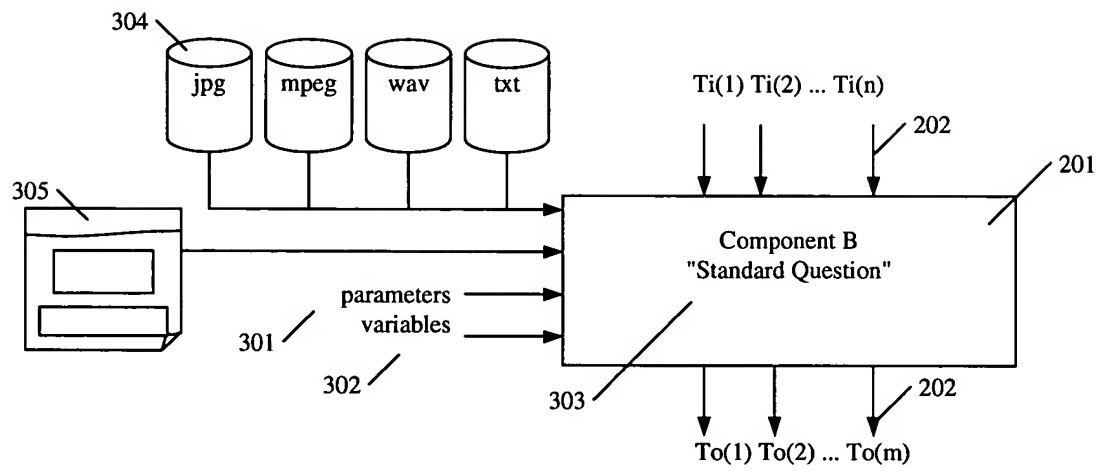 304
jpg mpeg wav txt
Ti(1) Ti(2) ... Ti(n)
202
305
201
Component B
"Standard Question"
parameters
301
variables
302
303
202
To(1) To(2) ... To(m)